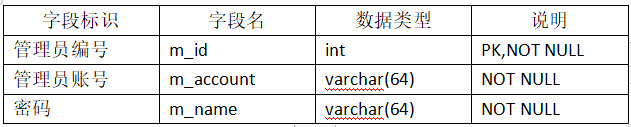 字段标识 字段名 数据类型 说明
管理员编号 m_id int PK,NOT NULL
管理员账号 m_account varchar(64) NOT NULL
密码 m_name varchar(64) NOT NULL